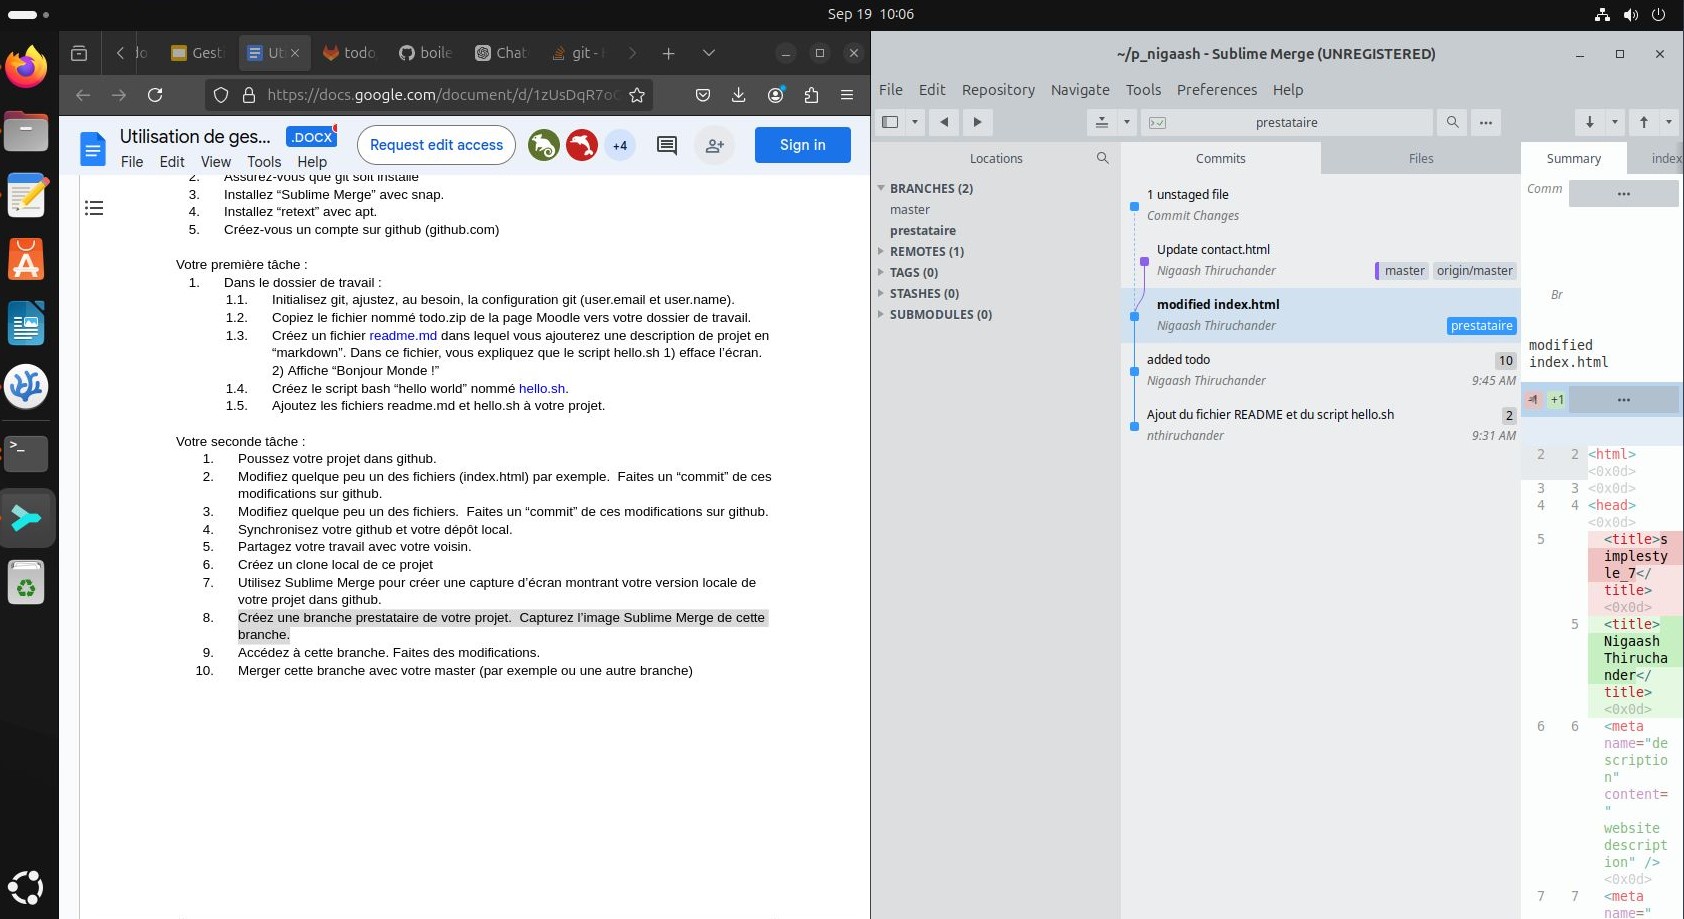 Sep 19 10:06
Gesti
Ut
todo
boile
Chat
git -
https://docs.google.com/document/d/1zUsDqR7o
Utilisation de ges...
.DOCX
File Edit View Tools Help
Request edit access
+4
Sign in
2. Assurez-vous que git soit installé
3. Installez “Sublime Merge” avec snap.
4. Installez “retext” avec apt.
5. Créez-vous un compte sur github (github.com)
Votre première tâche :
1. Dans le dossier de travail :
1.1. Initialisez git, ajustez, au besoin, la configuration git (user.email et user.name).
1.2. Copiez le fichier nommé todo.zip de la page Moodle vers votre dossier de travail.
1.3. Créez un fichier readme.md dans lequel vous ajouterez une description de projet en
“markdown”. Dans ce fichier, vous expliquez que le script hello.sh 1) efface l’écran.
2) Affiche “Bonjour Monde !”
1.4. Créez le script bash “hello world” nommé hello.sh.
1.5. Ajoutez les fichiers readme.md et hello.sh à votre projet.
Votre seconde tâche :
1. Poussez votre projet dans github.
2. Modifiez quelque peu un des fichiers (index.html) par exemple. Faites un “commit” de ces
modifications sur github.
3. Modifiez quelque peu un des fichiers. Faites un “commit” de ces modifications sur github.
4. Synchronisez votre github et votre dépôt local.
5. Partagez votre travail avec votre voisin.
6. Créez un clone local de ce projet
7. Utilisez Sublime Merge pour créer une capture d’écran montrant votre version locale de
votre projet dans github.
8. Créez une branche prestataire de votre projet. Capturez l’image Sublime Merge de cette
branche.
9. Accédez à cette branche. Faites des modifications.
10. Merger cette branche avec votre master (par exemple ou une autre branche)
~/p_nigaash - Sublime Merge (UNREGISTERED)
File Edit Repository Navigate Tools Preferences Help
prestataire
Locations
BRANCHES (2)
master
prestataire
REMOTES (1)
TAGS (0)
STASHES (0)
SUBMODULES (0)
Commits Files
1 unstaged file
Commit Changes
Update contact.html
Nigaash Thiruchander master origin/master
modified index.html
Nigaash Thiruchander prestataire
added todo 10
Nigaash Thiruchander 9:45 AM
Ajout du fichier README et du script hello.sh 2
nthiruchander 9:31 AM
Summary index
Comm
Br
modified
index.html
-1 +1
2 2 <html>
<0x0d>
3 3 <0x0d>
4 4 <head>
<0x0d>
5 <title>s
implesty
le_7</
title>
<0x0d>
5 <title>
Nigaash
Thirucha
nder</
title>
<0x0d>
6 6 <meta
name="de
scriptio
n"
content=
"
website
descript
ion" />
<0x0d>
7 7 <meta
name="